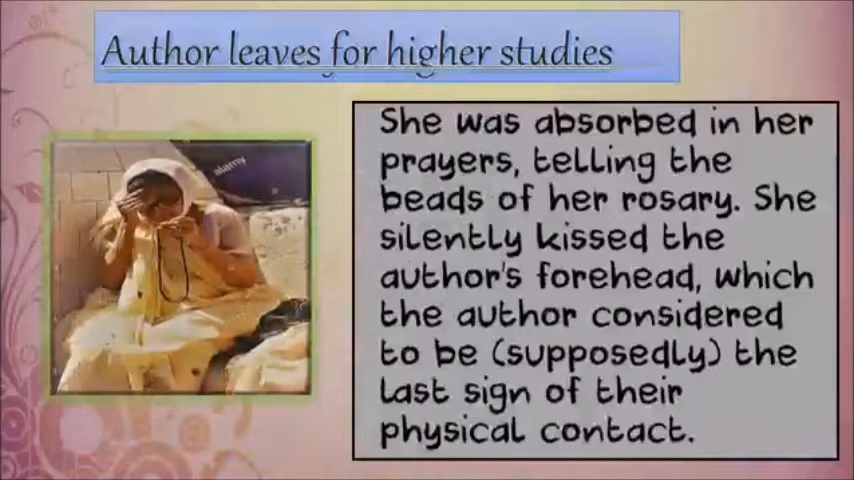 Author leaves for higher studies
alamy
She was absorbed in her
prayers, telling the
beads of her rosary. She
silently kissed the
author's forehead, which
the author considered
to be (supposedly) the
last sign of their
physical contact.